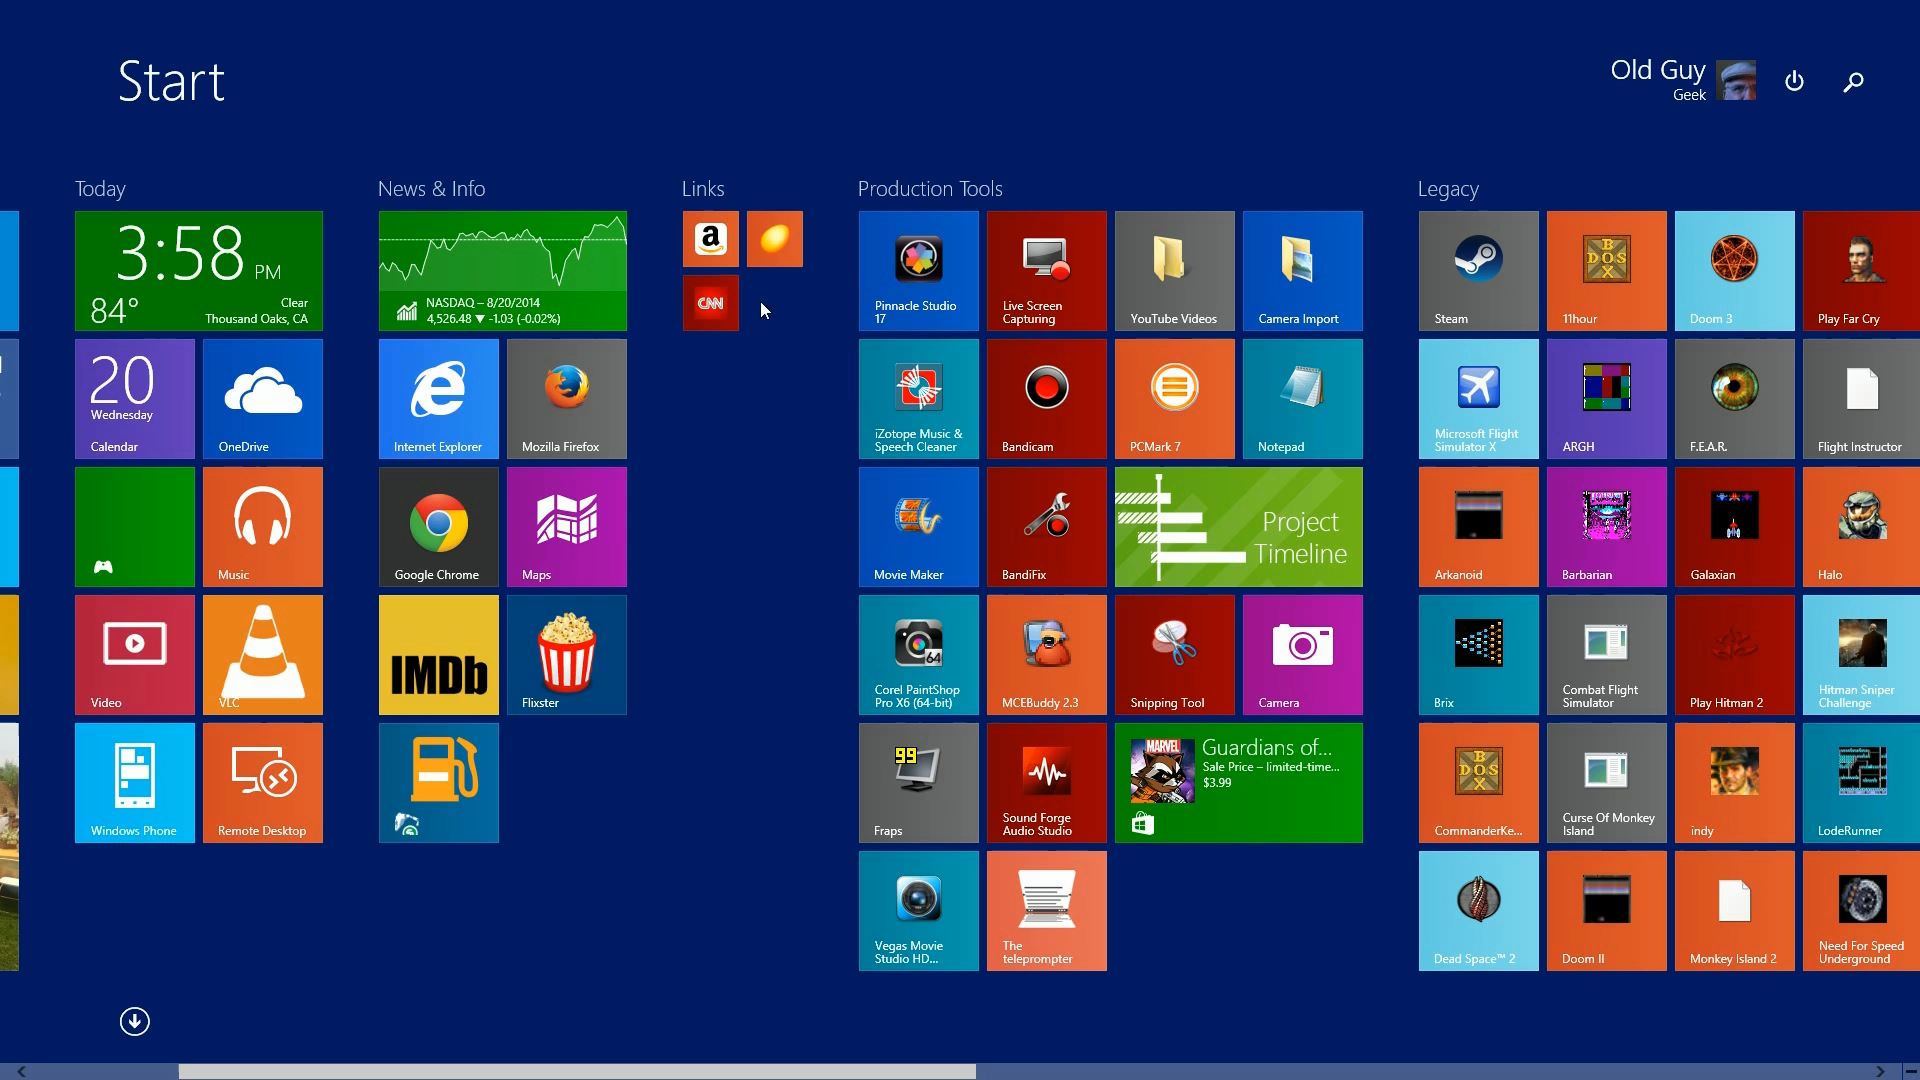 Start
Old Guy
Geek
Today
News & Info
Links
Production Tools
Legacy
3:58 PM
84°
Clear
Thousand Oaks, CA
NASDAQ – 8/20/2014
4,526.48 ▼ -1.03 (-0.02%)
a
CNN
Pinnacle Studio
17
Live Screen
Capturing
YouTube Videos
Camera Import
Steam
BOX
DOS
11hour
Doom 3
Play Far Cry
20
Wednesday
Calendar
OneDrive
Internet Explorer
Mozilla Firefox
iZotope Music &
Speech Cleaner
Bandicam
PCMark 7
Notepad
Microsoft Flight
Simulator X
ARGH
F.E.A.R.
Flight Instructor
Music
Google Chrome
Maps
Movie Maker
BandiFix
Project
Timeline
Arkanoid
Barbarian
Galaxian
Halo
Video
VLC
IMDb
Flixster
64
Corel PaintShop
Pro X6 (64-bit)
MCEBuddy 2.3
Snipping Tool
Camera
Brix
Combat Flight
Simulator
Play Hitman 2
Hitman Sniper
Challenge
Windows Phone
Remote Desktop
99
Fraps
Sound Forge
Audio Studio
MARVEL
Guardians of...
Sale Price – limited-time...
$3.99
BOX
DOS
CommanderKe...
Curse Of Monkey
Island
indy
LodeRunner
Vegas Movie
Studio HD...
The
teleprompter
Dead Space™ 2
Doom II
Monkey Island 2
Need For Speed
Underground